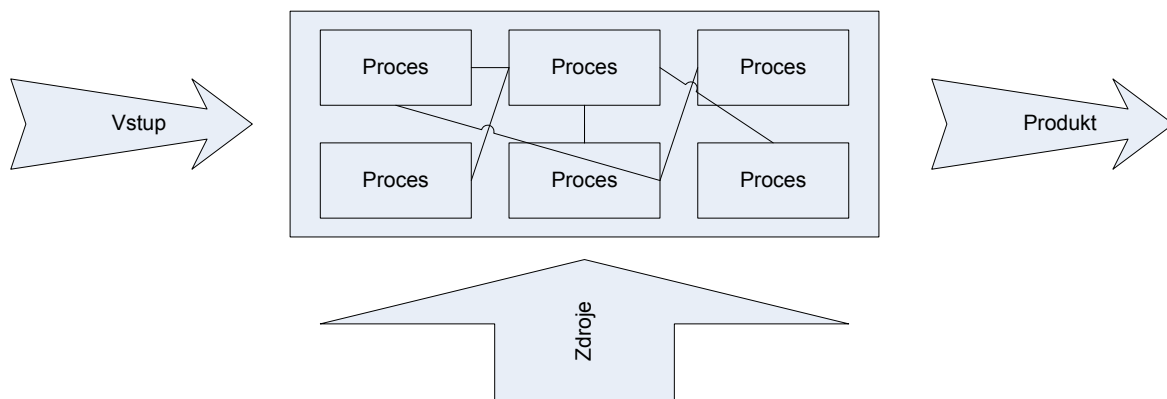 Proces
Proces
Proces
Vstup
Produkt
Proces
Proces
Proces
Zdroje